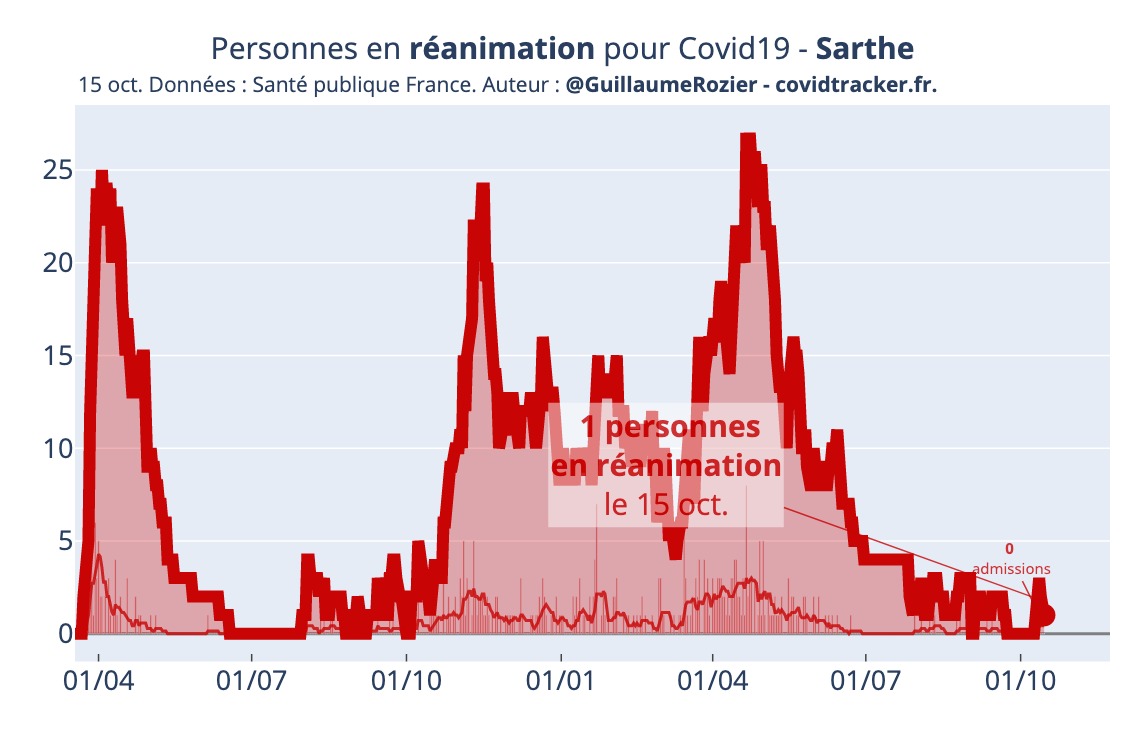 Personnes en réanimation pour Covid19 - Sarthe
15 oct. Données : Santé publique France. Auteur : @GuillaumeRozier - covidtracker.fr.
25
20
15
10
5
0
1 personnes
en réanimation
le 15 oct.
0
admissions
01/04
01/07
01/10
01/01
01/04
01/07
01/10